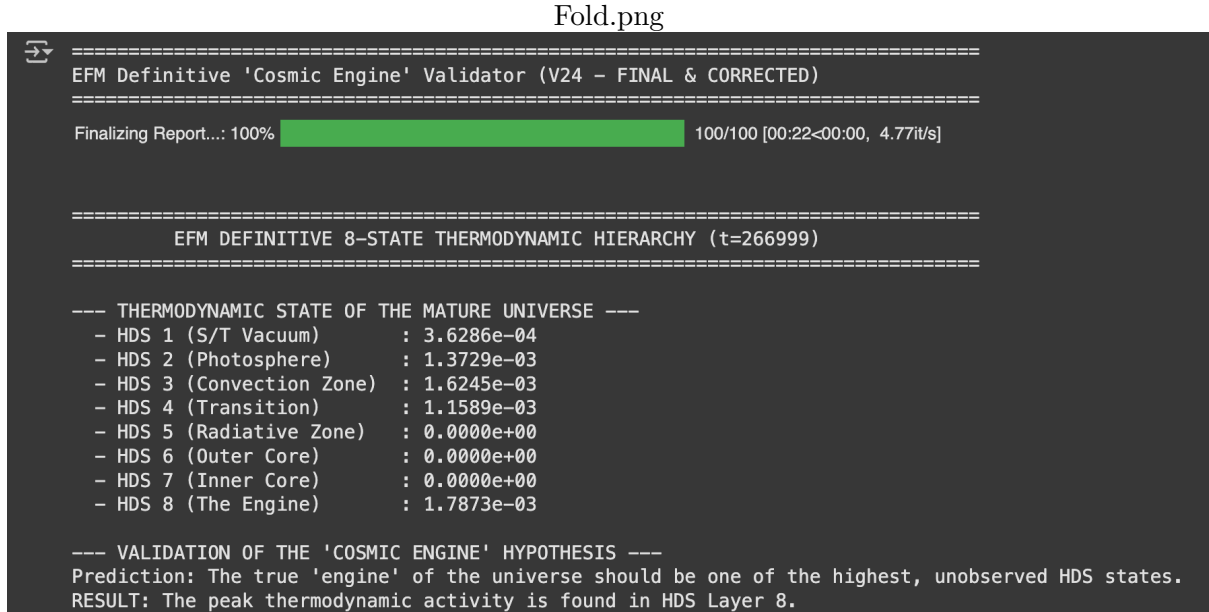 Fold.png
================================================================================
EFM Definitive 'Cosmic Engine' Validator (V24 – FINAL & CORRECTED)
================================================================================
Finalizing Report...: 100% 100/100 [00:22<00:00, 4.77it/s]
================================================================================
EFM DEFINITIVE 8–STATE THERMODYNAMIC HIERARCHY (t=266999)
================================================================================
––– THERMODYNAMIC STATE OF THE MATURE UNIVERSE –––
– HDS 1 (S/T Vacuum) : 3.6286e–04
– HDS 2 (Photosphere) : 1.3729e–03
– HDS 3 (Convection Zone) : 1.6245e–03
– HDS 4 (Transition) : 1.1589e–03
– HDS 5 (Radiative Zone) : 0.0000e+00
– HDS 6 (Outer Core) : 0.0000e+00
– HDS 7 (Inner Core) : 0.0000e+00
– HDS 8 (The Engine) : 1.7873e–03
––– VALIDATION OF THE 'COSMIC ENGINE' HYPOTHESIS –––
Prediction: The true 'engine' of the universe should be one of the highest, unobserved HDS states.
RESULT: The peak thermodynamic activity is found in HDS Layer 8.